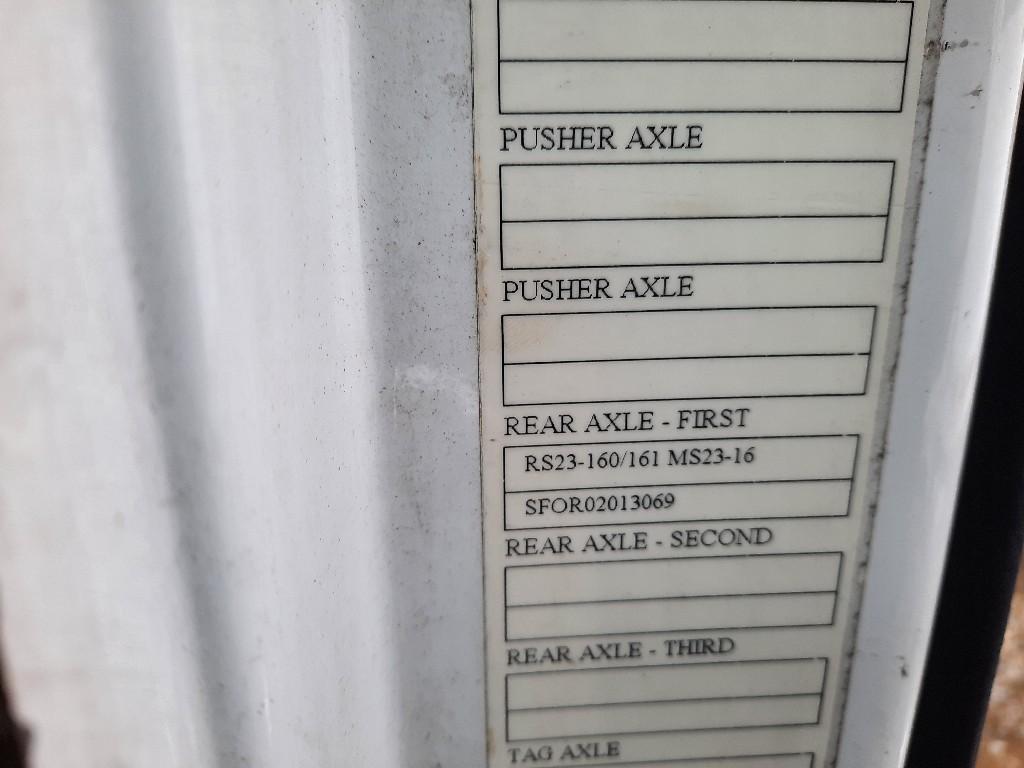 PUSHER AXLE
PUSHER AXLE
REAR AXLE - FIRST
RS23-160/161 MS23-16
SFOR02013069
REAR AXLE - SECOND
REAR AXLE - THIRD
TAG AXLE